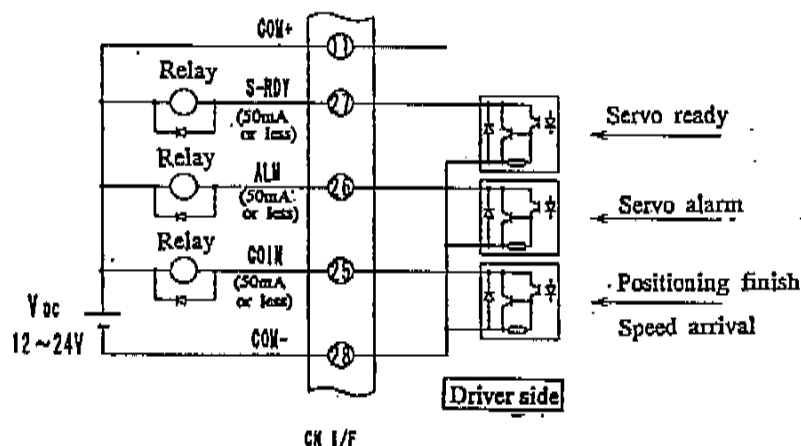 COM+
11
Relay
S-RDY
27
(50mA
or less)
Servo ready
Relay
ALM
26
(50mA
or less)
Servo alarm
Relay
COIN
25
(50mA
or less)
Positioning finish
Speed arrival
V DC
12~24V
COM-
28
Driver side
CN I/F